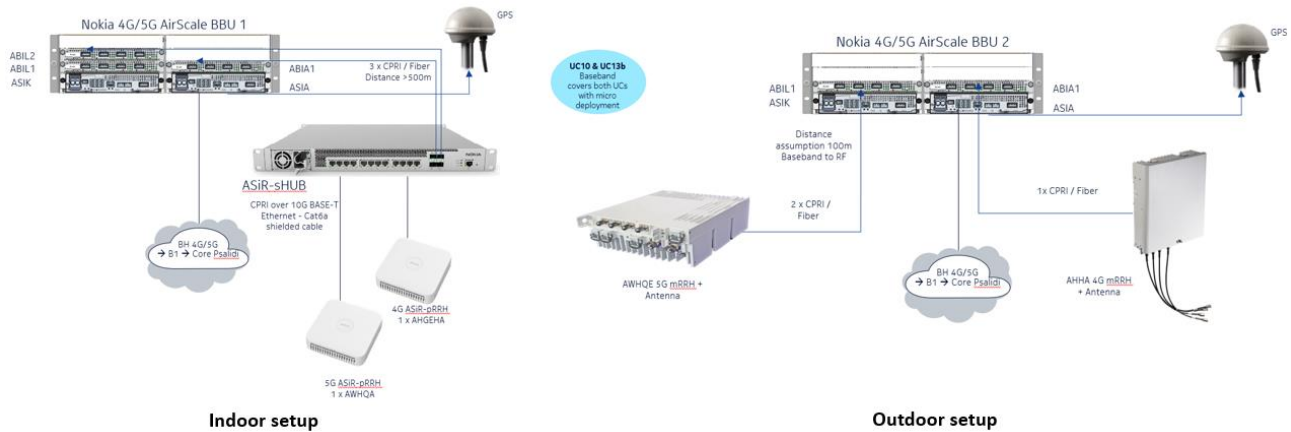 Nokia 4G/5G AirScale BBU 1
GPS
ABIL2
ABIL1
ASIK
ABIA1
ASIA
3 x CPRI / Fiber
Distance >500m
NOKIA
ASiR-sHUB
CPRI over 10G BASE-T
Ethernet - Cat6a
shielded cable
BH 4G/5G
→ B1 → Core Psalidi
4G ASiR-pRRH
1 x AHGEHA
5G ASiR-pRRH
1 x AWHQA
Indoor setup
UC10 & UC13b
Baseband
covers both UCs
with micro
deployment
Nokia 4G/5G AirScale BBU 2
GPS
ABIL1
ASIK
ABIA1
ASIA
Distance
assumption 100m
Baseband to RF
2 x CPRI /
Fiber
1x CPRI / Fiber
AWHQE 5G mRRH +
Antenna
BH 4G/5G
→ B1 → Core Psalidi
AHHA 4G mRRH
+ Antenna
Outdoor setup